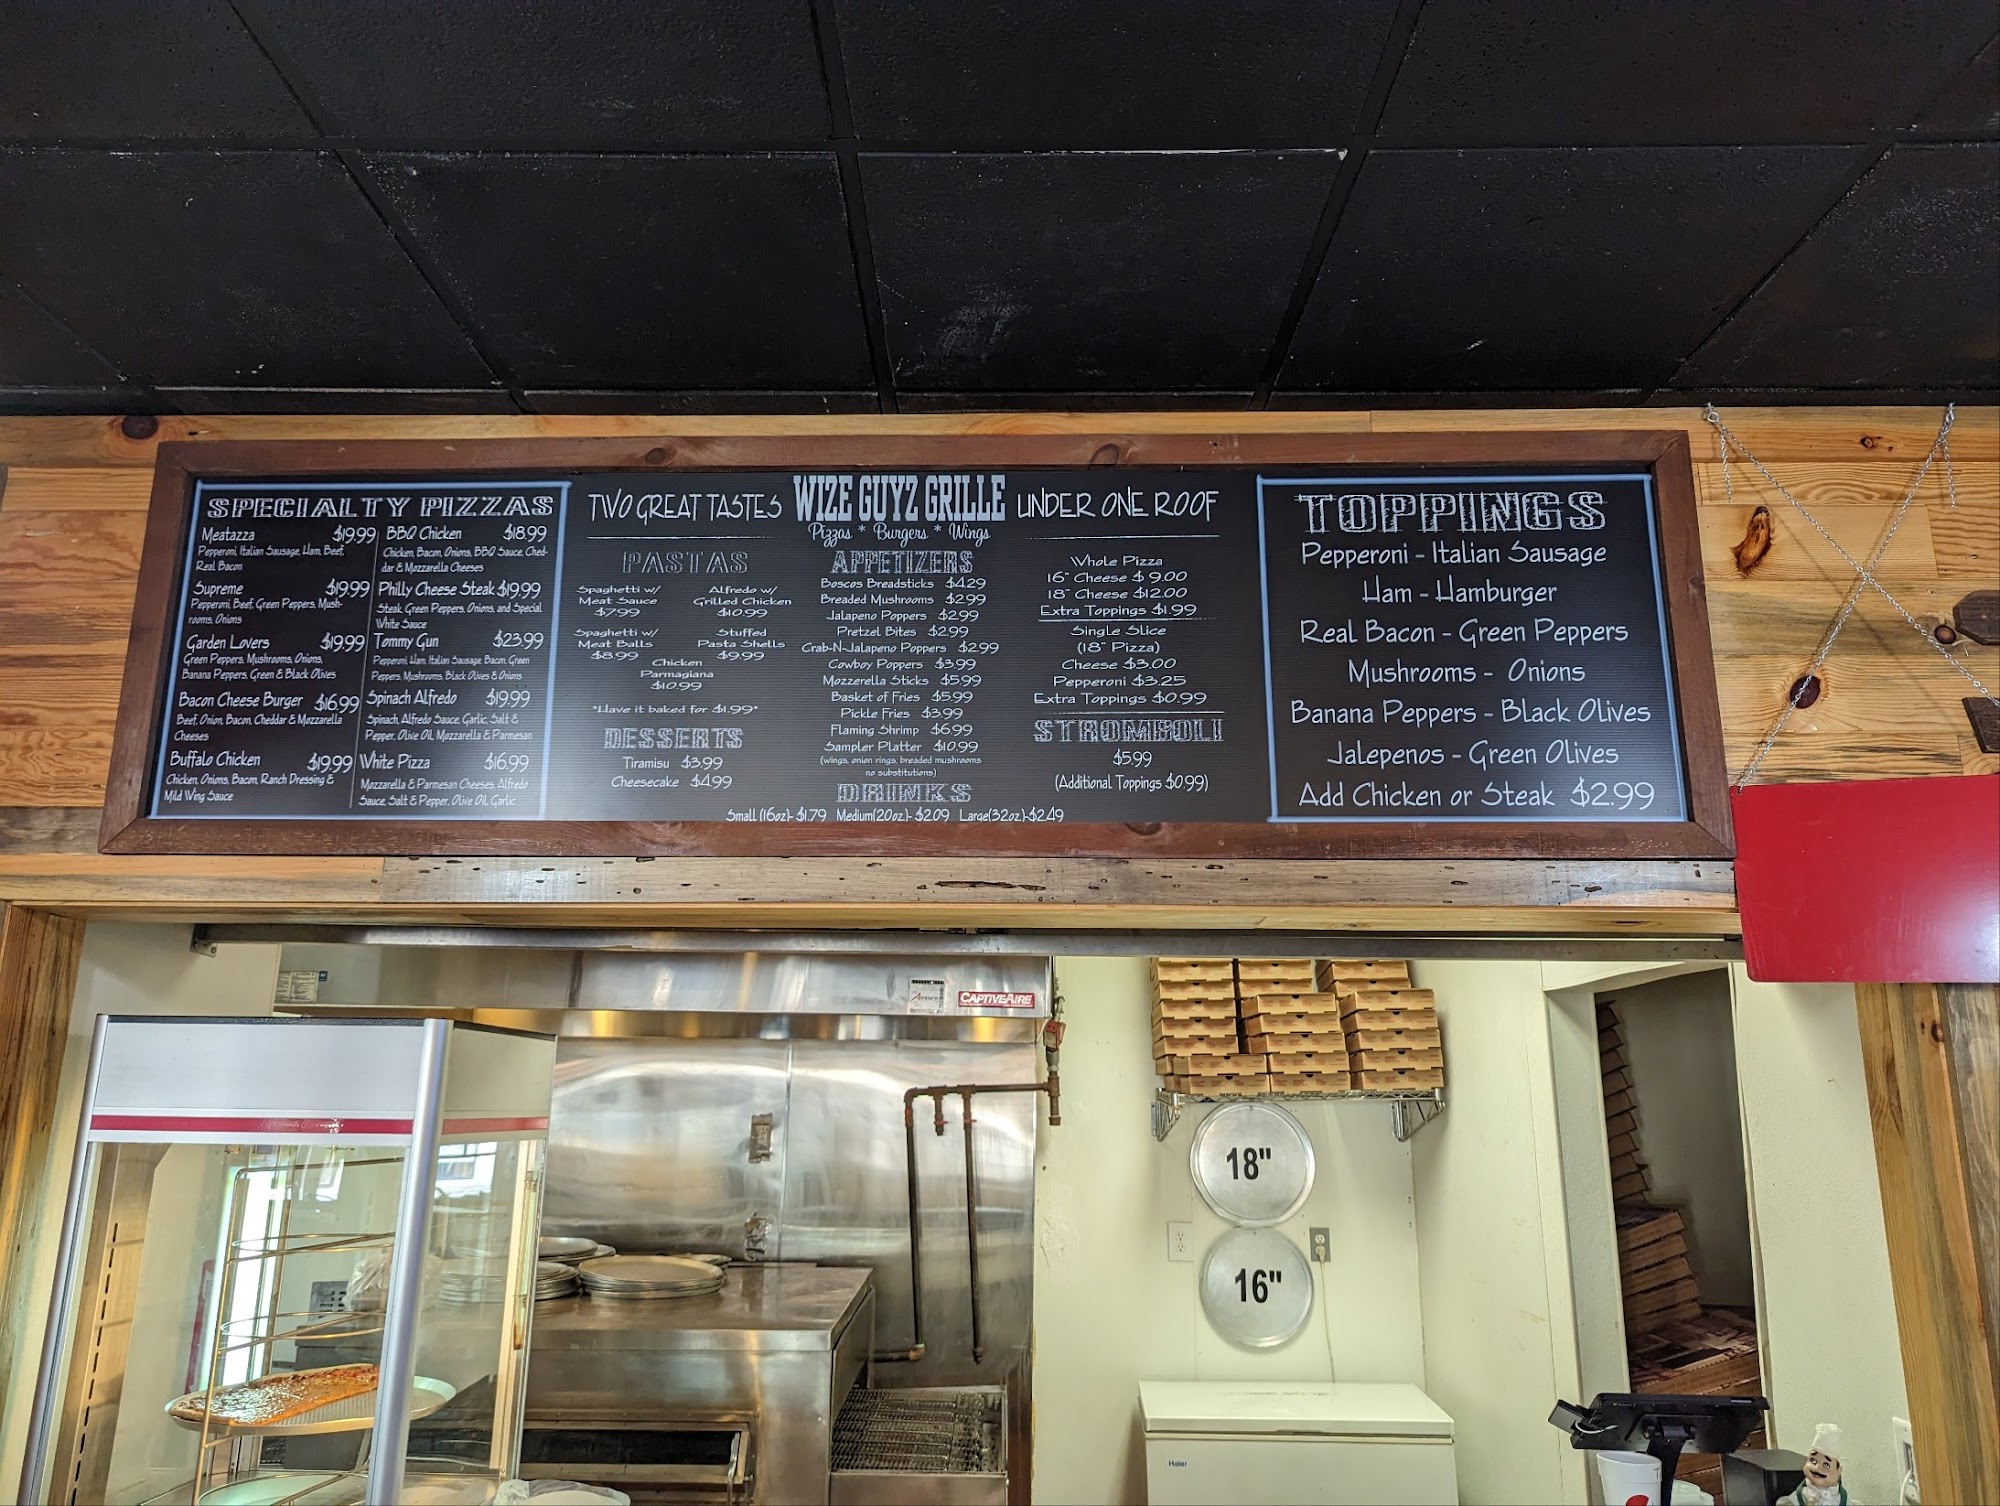 SPECIALTY PIZZAS
Meatazza $19.99
Pepperoni, Italian Sausage, Ham, Beef,
Real Bacon
Supreme $19.99
Pepperoni, Beef, Green Peppers, Mush-
rooms, Onions
Garden Lovers $19.99
Green Peppers, Mushrooms, Onions,
Banana Peppers, Green & Black Olives
Bacon Cheese Burger $16.99
Beef, Onion, Bacon, Cheddar & Mozzarella
Cheeses
Buffalo Chicken $19.99
Chicken, Onions, Bacon, Ranch Dressing &
Mild Wing Sauce
BBQ Chicken $18.99
Chicken, Bacon, Onions, BBQ Sauce, Ched-
dar & Mozzarella Cheeses
Philly Cheese Steak $19.99
Steak, Green Peppers, Onions, and Special
White Sauce
Tommy Gun $23.99
Pepperoni, Ham, Italian Sausage, Bacon, Green
Peppers, Mushrooms, Black Olives & Onions
Spinach Alfredo $19.99
Spinach, Alfredo Sauce, Garlic, Salt &
Pepper, Olive Oil, Mozzarella & Parmesan
White Pizza $16.99
Mozzarella & Parmesan Cheeses, Alfredo
Sauce, Salt & Pepper, Olive Oil, Garlic
TWO GREAT TASTES WIZE GUYZ GRILLE UNDER ONE ROOF
Pizzas * Burgers * Wings
PASTAS
Spaghetti w/
Meat Sauce
$7.99
Alfredo w/
Grilled Chicken
$10.99
Spaghetti w/
Meat Balls
$8.99
Stuffed
Pasta Shells
$9.99
Chicken
Parmagiana
$10.99
*Have it baked for $1.99*
DESSERTS
Tiramisu $3.99
Cheesecake $4.99
APPETIZERS
Boscos Breadsticks $4.29
Breaded Mushrooms $2.99
Jalapeno Poppers $2.99
Pretzel Bites $2.99
Crab-N-Jalapeno Poppers $2.99
Cowboy Poppers $3.99
Mozzerella Sticks $5.99
Basket of Fries $5.99
Pickle Fries $3.99
Flaming Shrimp $6.99
Sampler Platter $10.99
(wings, onion rings, breaded mushrooms
no substitutions)
DRINKS
Small (16oz)- $1.79 Medium(20oz.)- $2.09 Large(32oz.)-$2.49
Whole Pizza
16" Cheese $ 9.00
18" Cheese $12.00
Extra Toppings $1.99
Single Slice
(18" Pizza)
Cheese $3.00
Pepperoni $3.25
Extra Toppings $0.99
STROMBOLI
$5.99
(Additional Toppings $0.99)
TOPPINGS
Pepperoni - Italian Sausage
Ham - Hamburger
Real Bacon - Green Peppers
Mushrooms - Onions
Banana Peppers - Black Olives
Jalepenos - Green Olives
Add Chicken or Steak $2.99
CAPTIVEAIRE
18"
16"
Haier